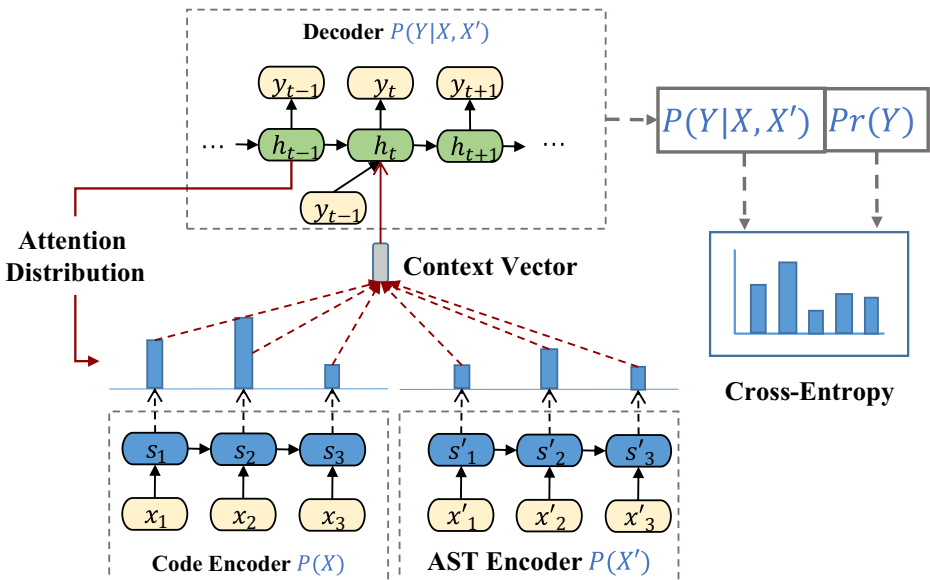 Decoder P(Y|X, X′)
y_{t−1} y_t y_{t+1}
… h_{t−1} h_t h_{t+1} …
y_{t−1}
P(Y|X, X′) Pr(Y)
Attention
Distribution
Context Vector
Cross-Entropy
s_1 s_2 s_3 s′_1 s′_2 s′_3
x_1 x_2 x_3 x′_1 x′_2 x′_3
Code Encoder P(X) AST Encoder P(X′)